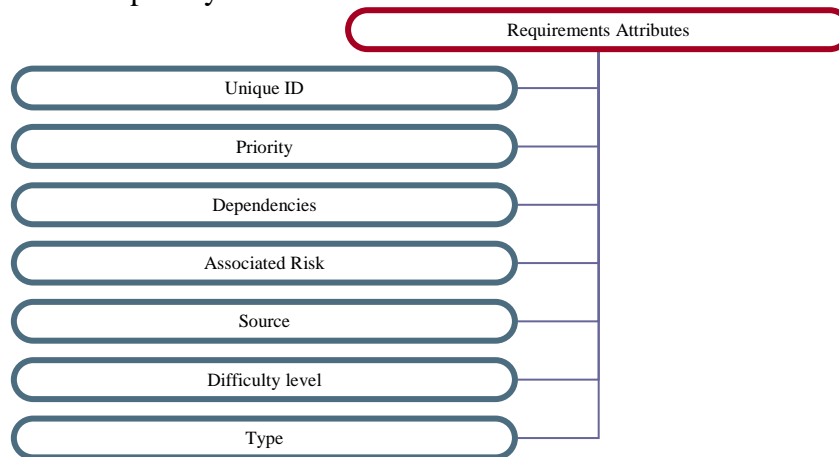 Requirements Attributes
Unique ID
Priority
Dependencies
Associated Risk
Source
Difficulty level
Type